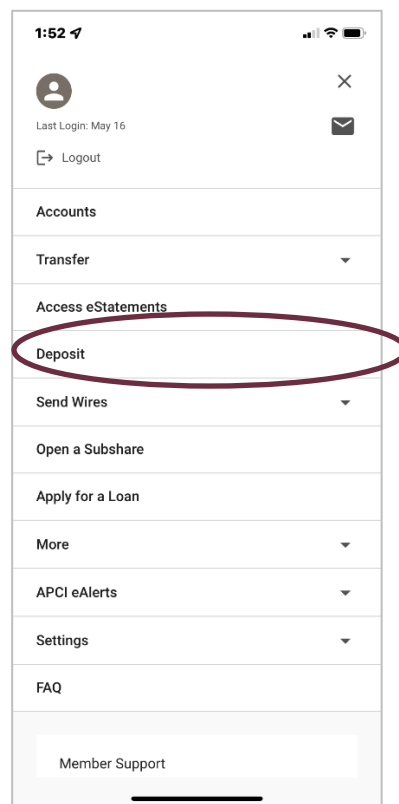 1:52
Last Login: May 16
Logout
Accounts
Transfer
Access eStatements
Deposit
Send Wires
Open a Subshare
Apply for a Loan
More
APCI eAlerts
Settings
FAQ
Member Support